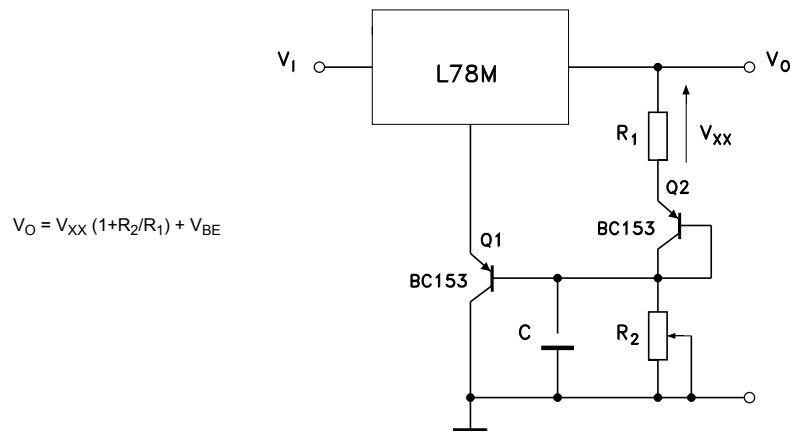 V_I
L78M
V_O
R_1
V_XX
Q2
BC153
V_O = V_XX (1+R_2/R_1) + V_BE
Q1
BC153
C
R_2